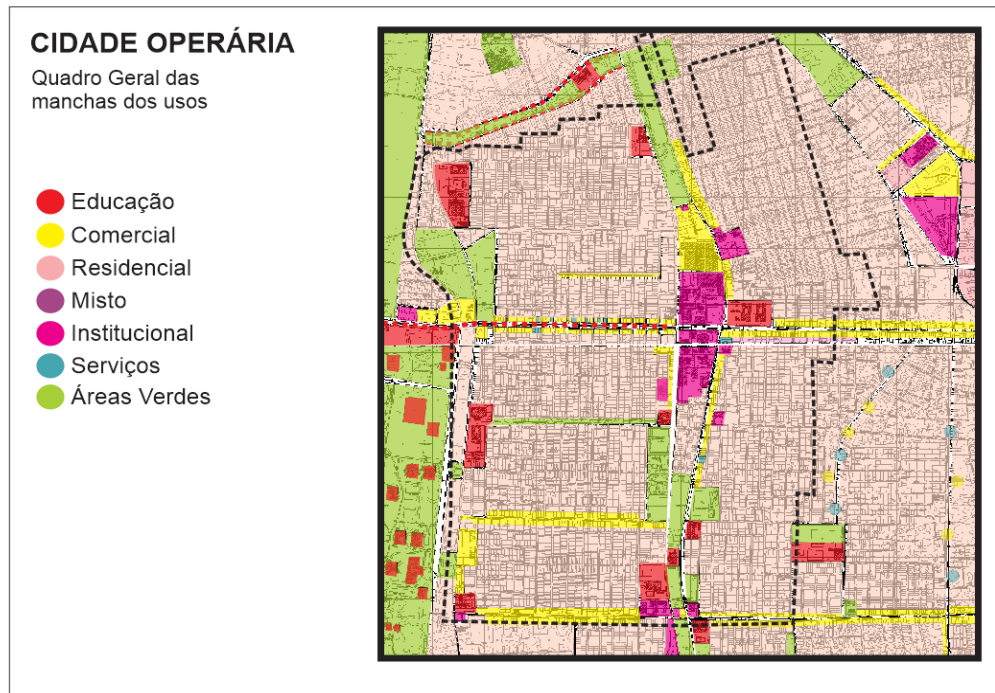 CIDADE OPERÁRIA
Quadro Geral das
manchas dos usos
Educação
Comercial
Residencial
Misto
Institucional
Serviços
Áreas Verdes